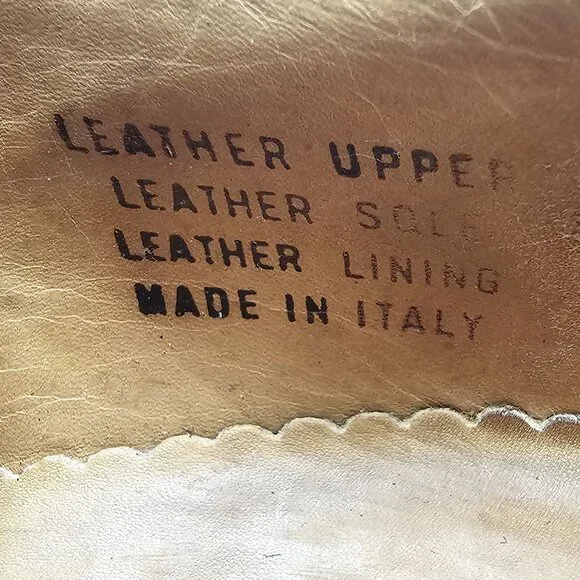 LEATHER UPPER
LEATHER SOLE
LEATHER LINING
MADE IN ITALY